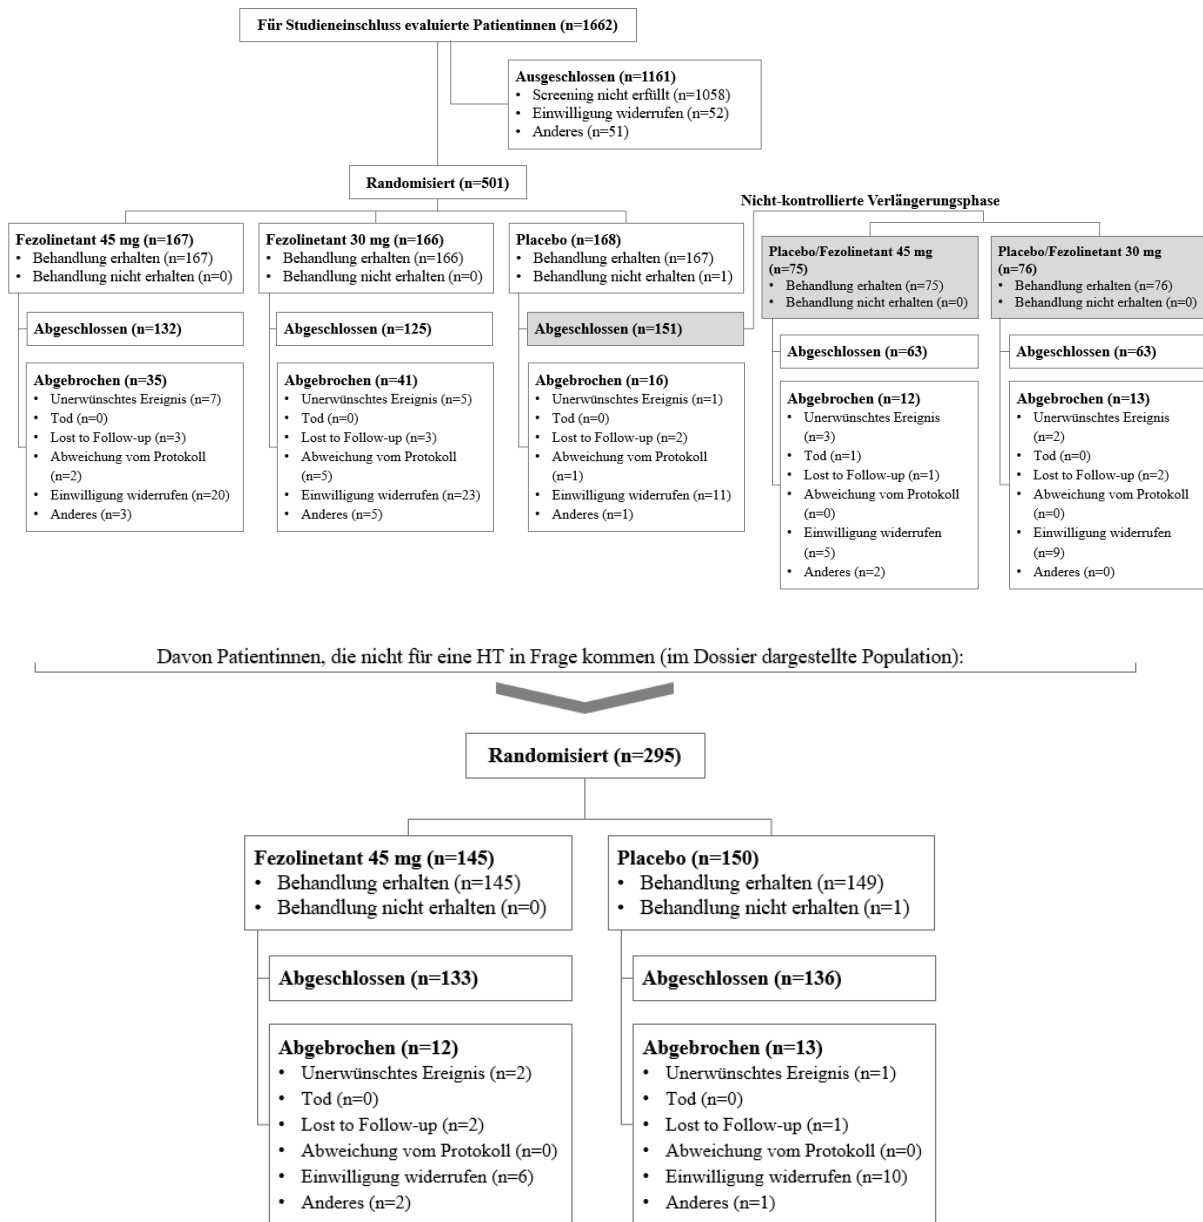 Für Studieneinschluss evaluierte Patientinnen (n=1662)
Ausgeschlossen (n=1161)
• Screening nicht erfüllt (n=1058)
• Einwilligung widerrufen (n=52)
• Anderes (n=51)
Randomisiert (n=501)
Nicht-kontrollierte Verlängerungsphase
Fezolinetant 45 mg (n=167)
• Behandlung erhalten (n=167)
• Behandlung nicht erhalten (n=0)
Abgeschlossen (n=132)
Abgebrochen (n=35)
• Unerwünschtes Ereignis (n=7)
• Tod (n=0)
• Lost to Follow-up (n=3)
• Abweichung vom Protokoll
(n=2)
• Einwilligung widerrufen (n=20)
• Anderes (n=3)
Fezolinetant 30 mg (n=166)
• Behandlung erhalten (n=166)
• Behandlung nicht erhalten (n=0)
Abgeschlossen (n=125)
Abgebrochen (n=41)
• Unerwünschtes Ereignis (n=5)
• Tod (n=0)
• Lost to Follow-up (n=3)
• Abweichung vom Protokoll
(n=5)
• Einwilligung widerrufen (n=23)
• Anderes (n=5)
Placebo (n=168)
• Behandlung erhalten (n=167)
• Behandlung nicht erhalten (n=1)
Abgeschlossen (n=151)
Abgebrochen (n=16)
• Unerwünschtes Ereignis (n=1)
• Tod (n=0)
• Lost to Follow-up (n=2)
• Abweichung vom Protokoll
(n=1)
• Einwilligung widerrufen (n=11)
• Anderes (n=1)
Placebo/Fezolinetant 45 mg
(n=75)
• Behandlung erhalten (n=75)
• Behandlung nicht erhalten (n=0)
Abgeschlossen (n=63)
Abgebrochen (n=12)
• Unerwünschtes Ereignis
(n=3)
• Tod (n=1)
• Lost to Follow-up (n=1)
• Abweichung vom Protokoll
(n=0)
• Einwilligung widerrufen
(n=5)
• Anderes (n=2)
Placebo/Fezolinetant 30 mg
(n=76)
• Behandlung erhalten (n=76)
• Behandlung nicht erhalten (n=0)
Abgeschlossen (n=63)
Abgebrochen (n=13)
• Unerwünschtes Ereignis
(n=2)
• Tod (n=0)
• Lost to Follow-up (n=2)
• Abweichung vom Protokoll
(n=0)
• Einwilligung widerrufen
(n=9)
• Anderes (n=0)
Davon Patientinnen, die nicht für eine HT in Frage kommen (im Dossier dargestellte Population):
Randomisiert (n=295)
Fezolinetant 45 mg (n=145)
• Behandlung erhalten (n=145)
• Behandlung nicht erhalten (n=0)
Abgeschlossen (n=133)
Abgebrochen (n=12)
• Unerwünschtes Ereignis (n=2)
• Tod (n=0)
• Lost to Follow-up (n=2)
• Abweichung vom Protokoll (n=0)
• Einwilligung widerrufen (n=6)
• Anderes (n=2)
Placebo (n=150)
• Behandlung erhalten (n=149)
• Behandlung nicht erhalten (n=1)
Abgeschlossen (n=136)
Abgebrochen (n=13)
• Unerwünschtes Ereignis (n=1)
• Tod (n=0)
• Lost to Follow-up (n=1)
• Abweichung vom Protokoll (n=0)
• Einwilligung widerrufen (n=10)
• Anderes (n=1)